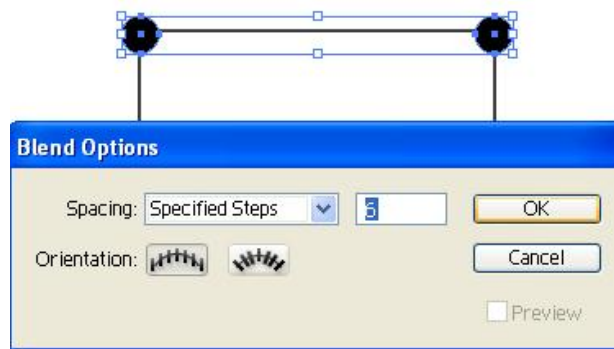 Blend Options
Spacing: Specified Steps 6 OK
Orientation: Cancel
Preview